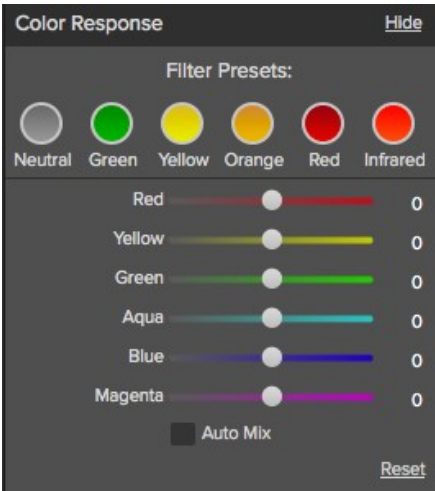 Color Response Hide
Filter Presets:
Neutral Green Yellow Orange Red Infrared
Red 0
Yellow 0
Green 0
Aqua 0
Blue 0
Magenta 0
Auto Mix
Reset